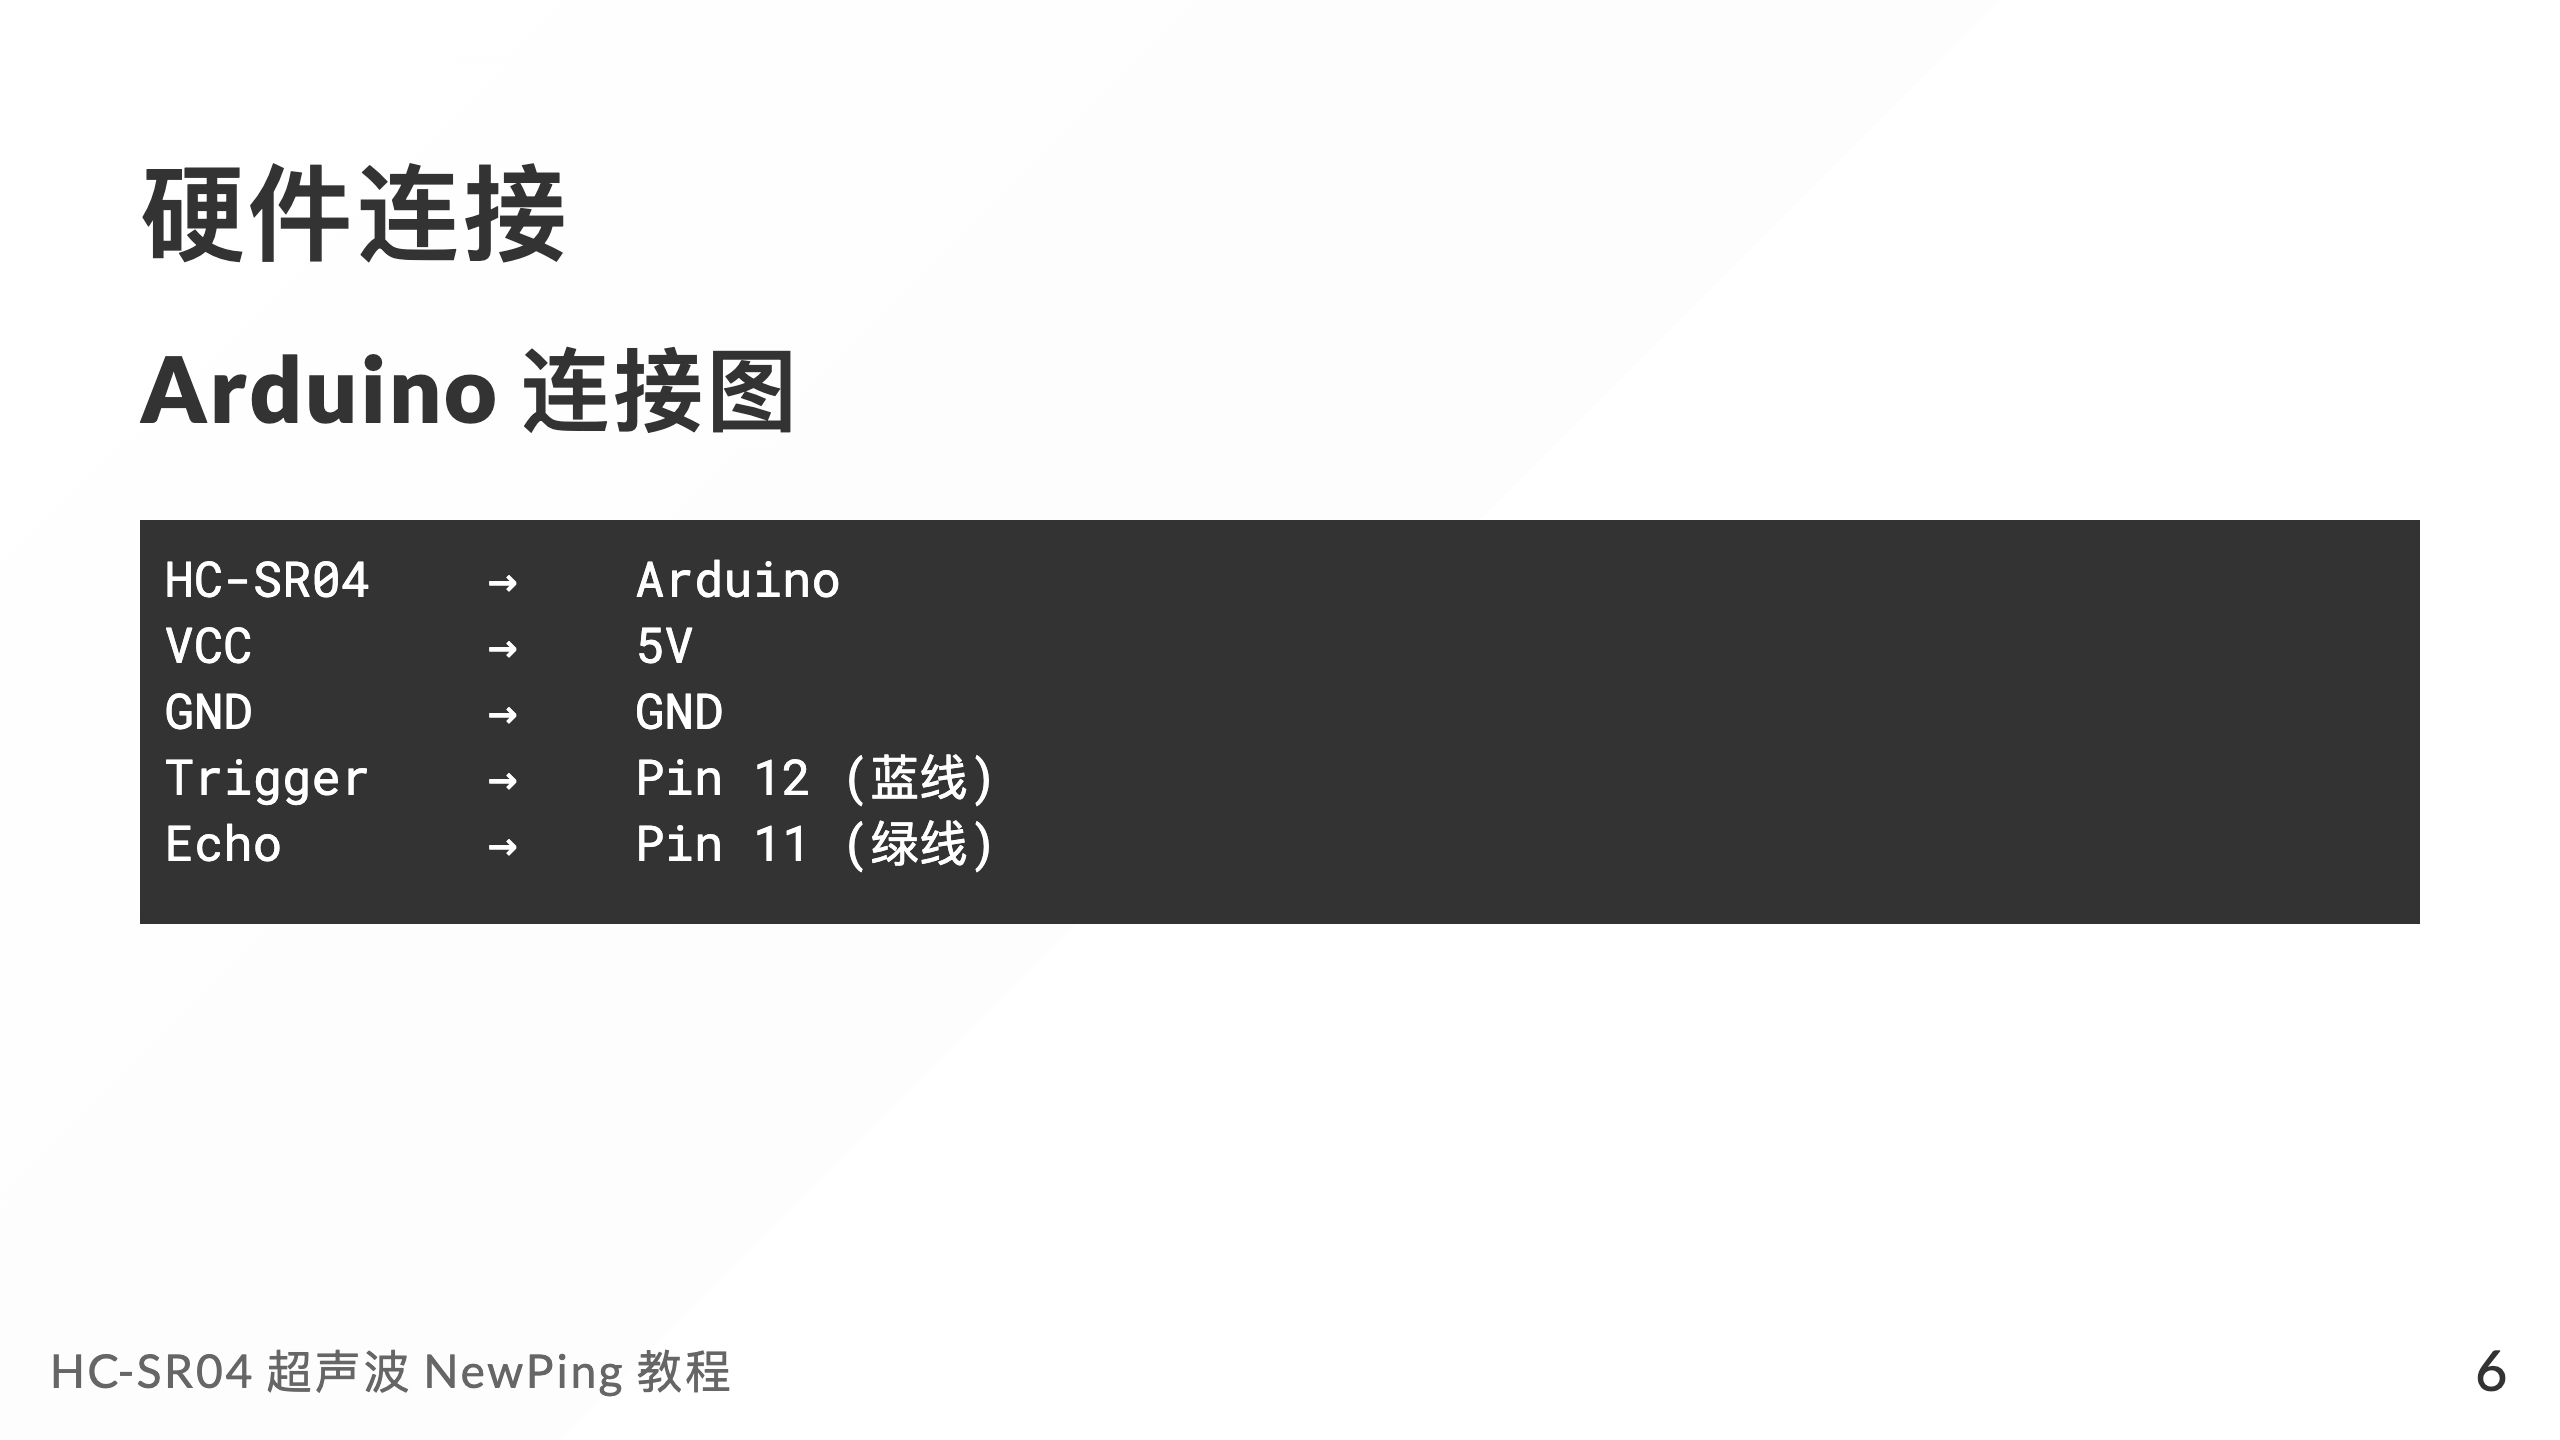 硬件连接
Arduino 连接图
HC-SR04    →    Arduino
VCC        →    5V
GND        →    GND
Trigger    →    Pin 12 (蓝线)
Echo       →    Pin 11 (绿线)
HC-SR04 超声波 NewPing 教程
6